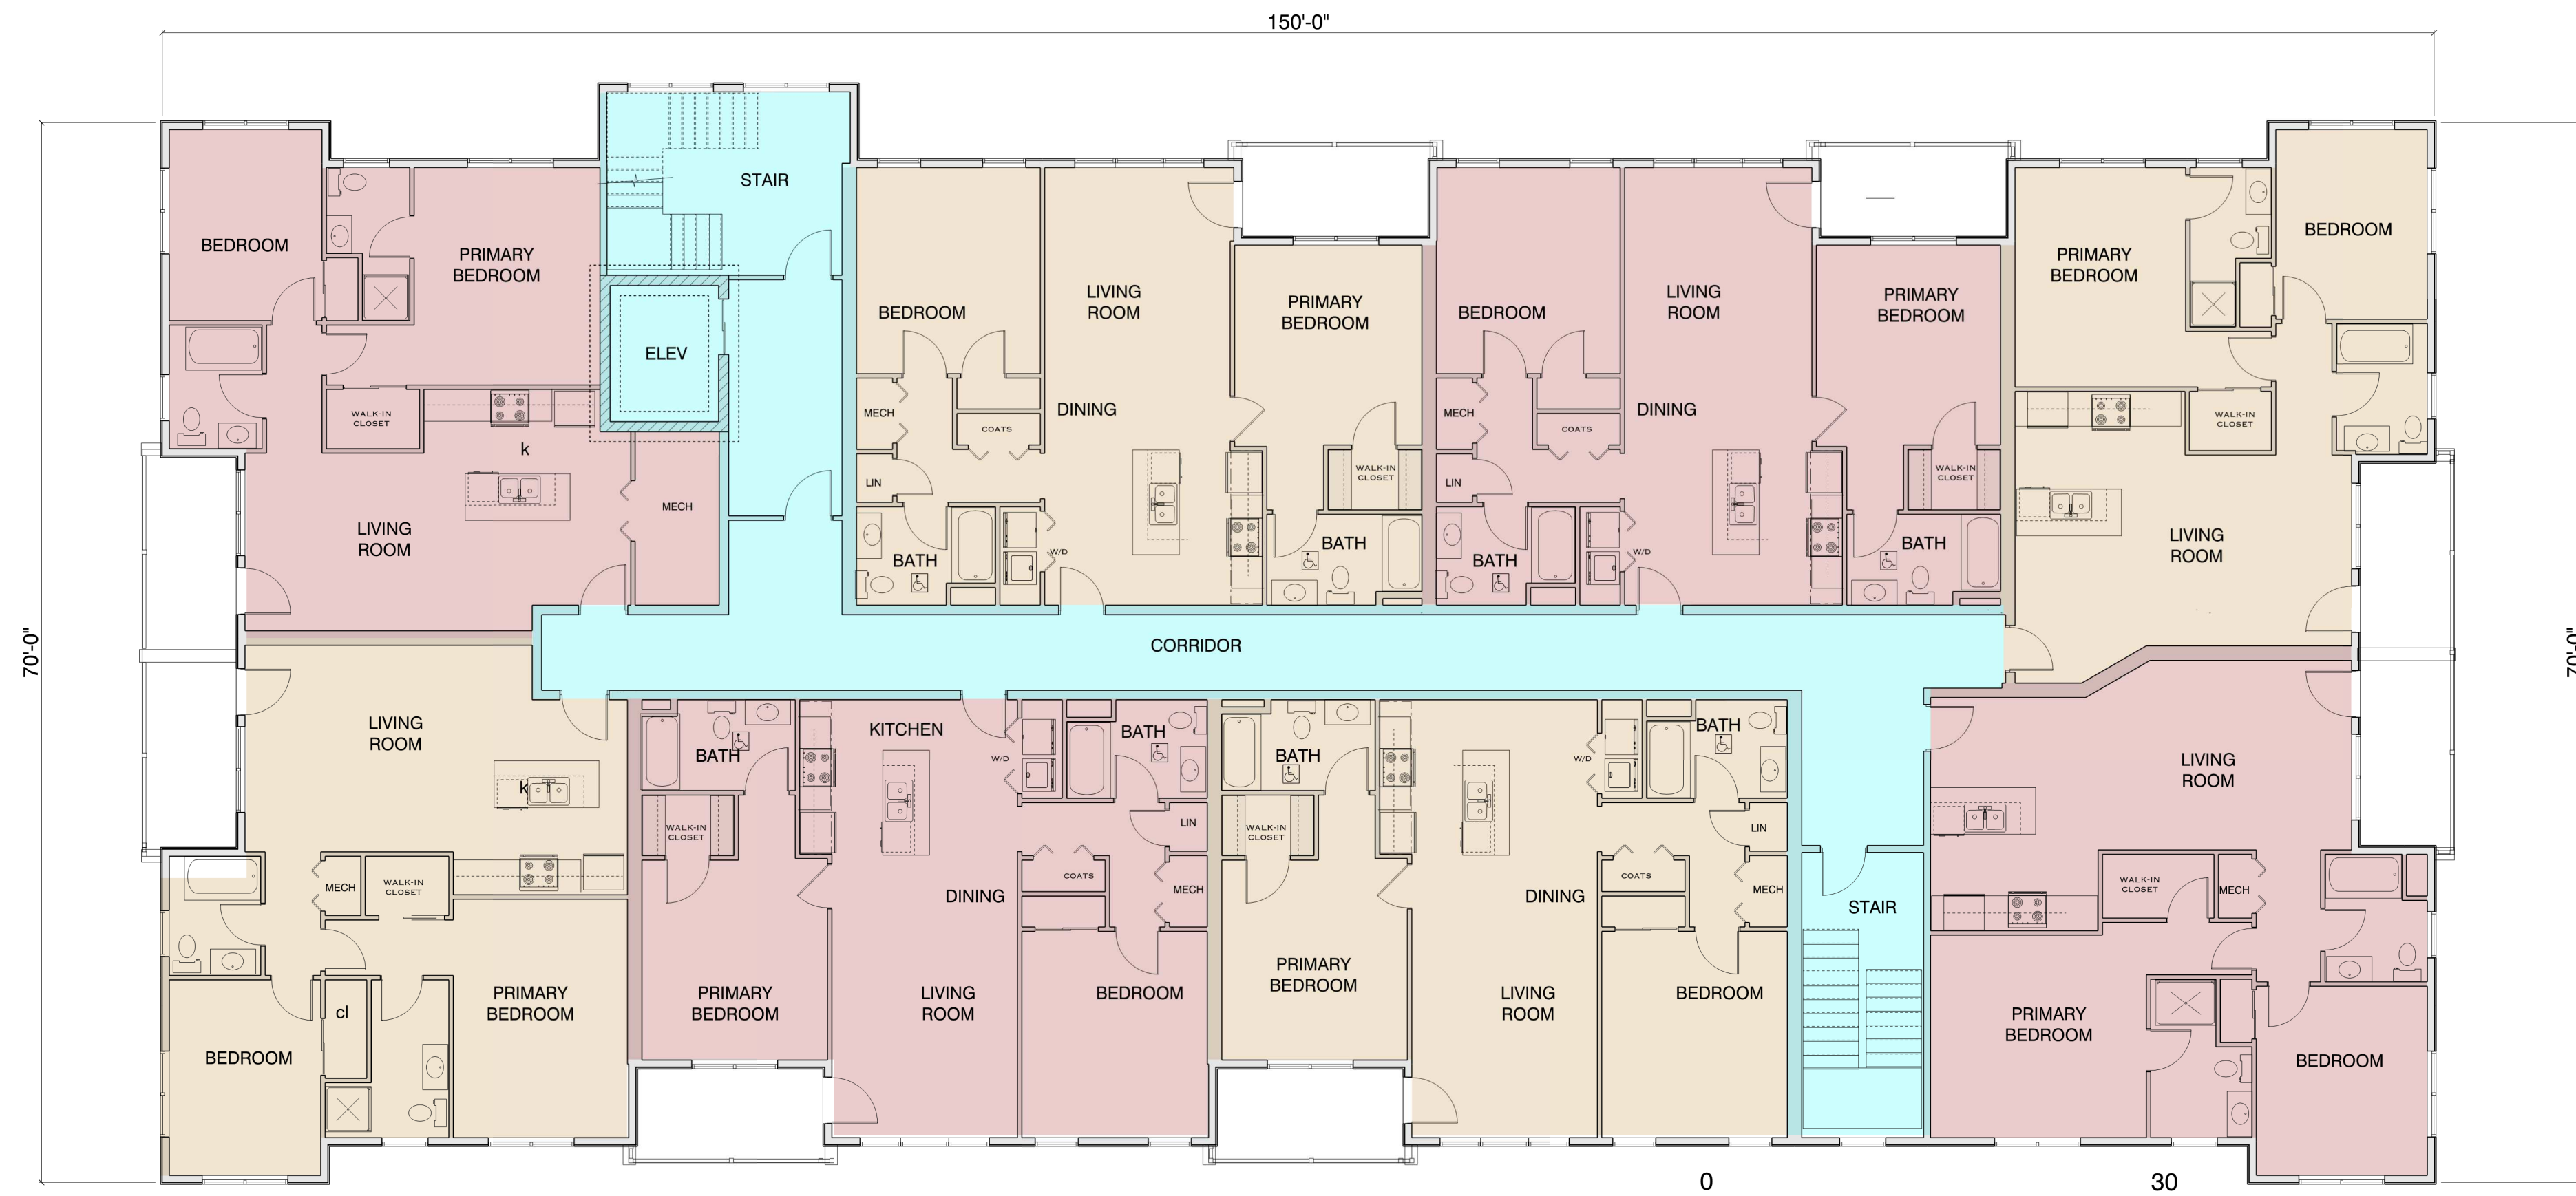 150'-0"
70'-0"
70'-0"
STAIR
BEDROOM
PRIMARY
BEDROOM
ELEV
WALK-IN
CLOSET
k
MECH
LIVING
ROOM
BEDROOM
LIVING
ROOM
PRIMARY
BEDROOM
MECH
DINING
COATS
LIN
WALK-IN
CLOSET
BATH
W/D
BATH
BEDROOM
LIVING
ROOM
PRIMARY
BEDROOM
MECH
DINING
COATS
LIN
WALK-IN
CLOSET
BATH
W/D
BATH
PRIMARY
BEDROOM
BEDROOM
WALK-IN
CLOSET
LIVING
ROOM
CORRIDOR
LIVING
ROOM
k
MECH
WALK-IN
CLOSET
cl
PRIMARY
BEDROOM
BEDROOM
BATH
KITCHEN
W/D
BATH
WALK-IN
CLOSET
LIN
COATS
MECH
DINING
PRIMARY
BEDROOM
LIVING
ROOM
BEDROOM
BATH
W/D
BATH
WALK-IN
CLOSET
LIN
COATS
MECH
DINING
PRIMARY
BEDROOM
LIVING
ROOM
BEDROOM
STAIR
LIVING
ROOM
WALK-IN
CLOSET
MECH
PRIMARY
BEDROOM
BEDROOM
0
30